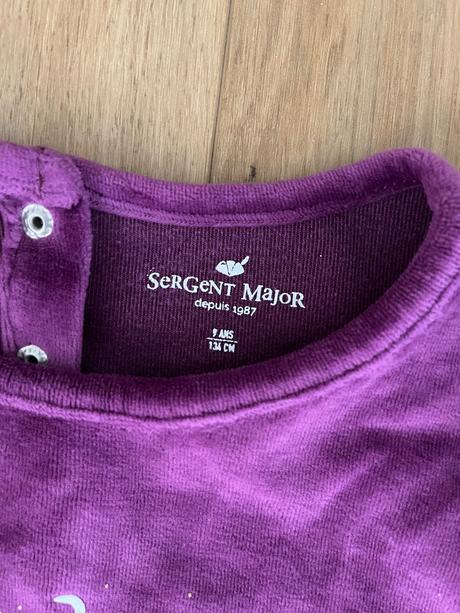 SeRGeNT MaJoR
depuis 1987
9 ANS
134 CM